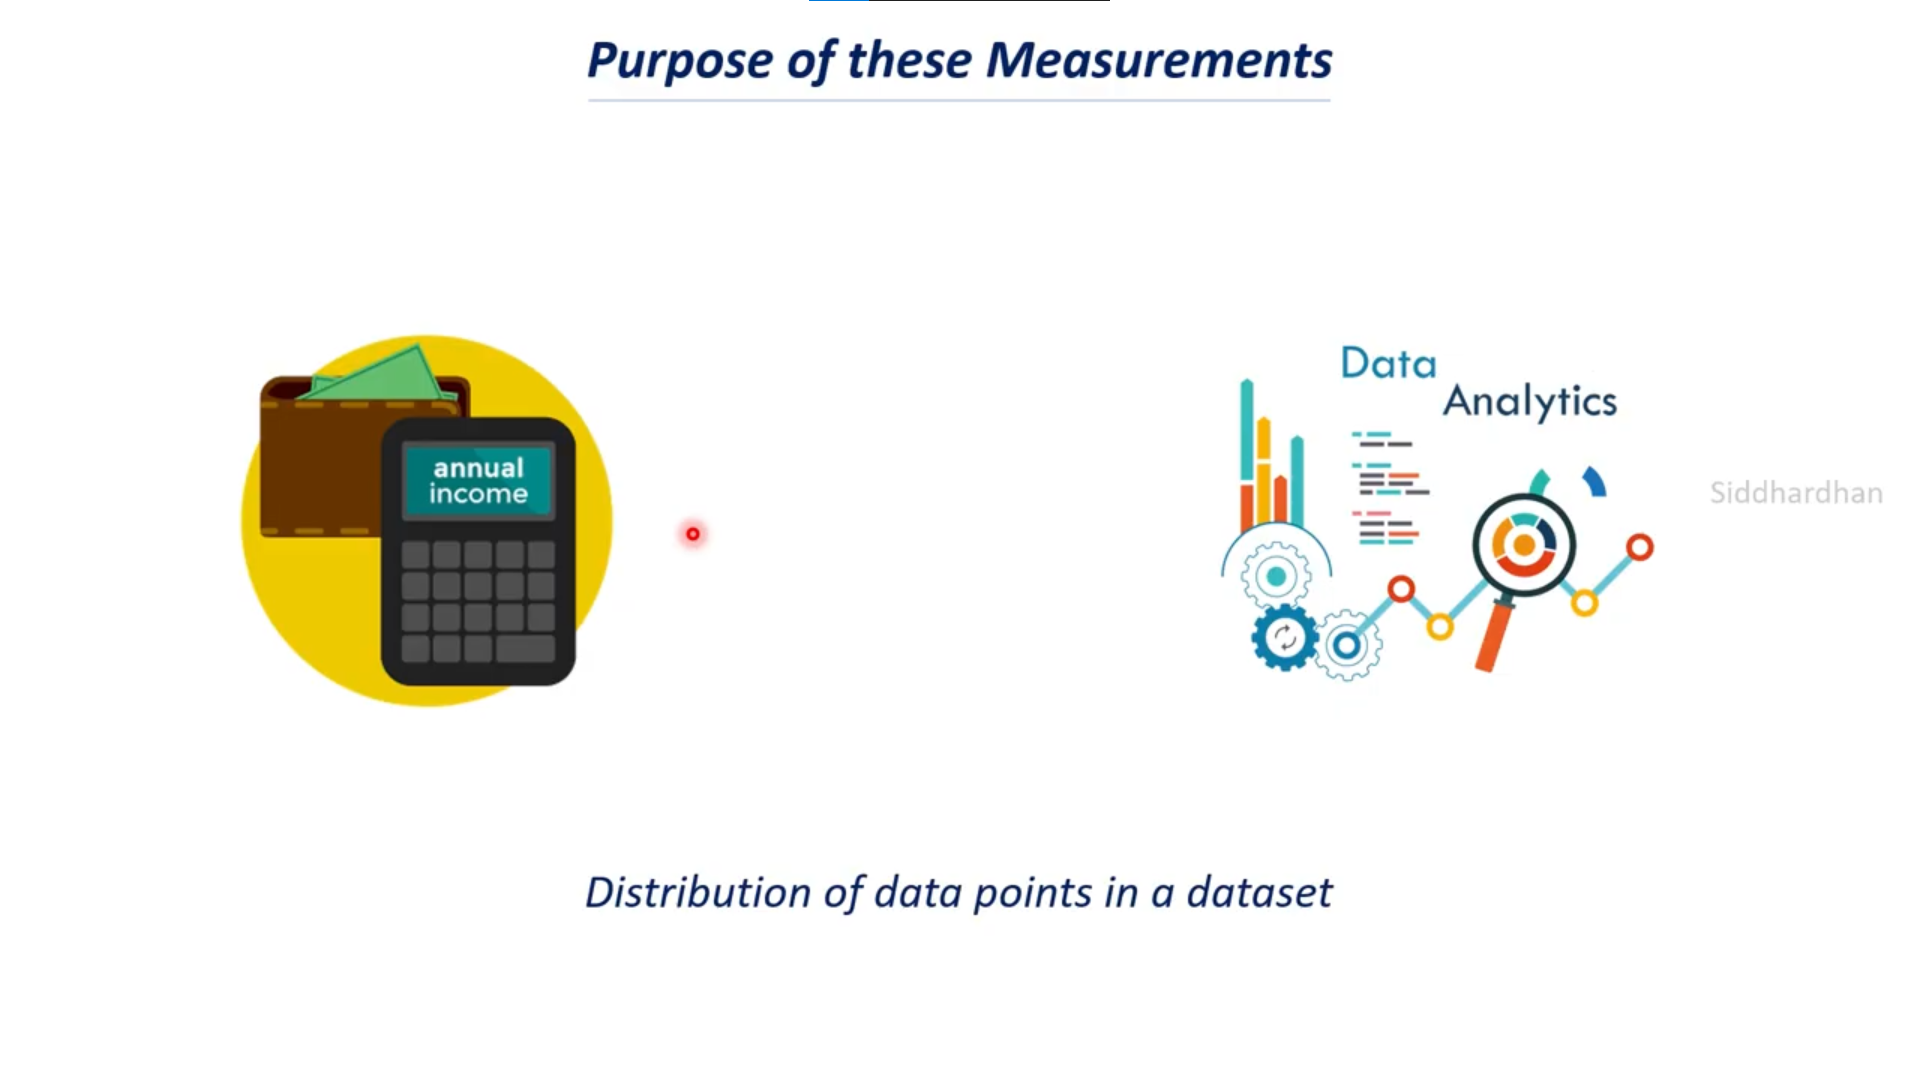 Purpose of these Measurements
annual
income
Data
Analytics
Siddhardhan
Distribution of data points in a dataset